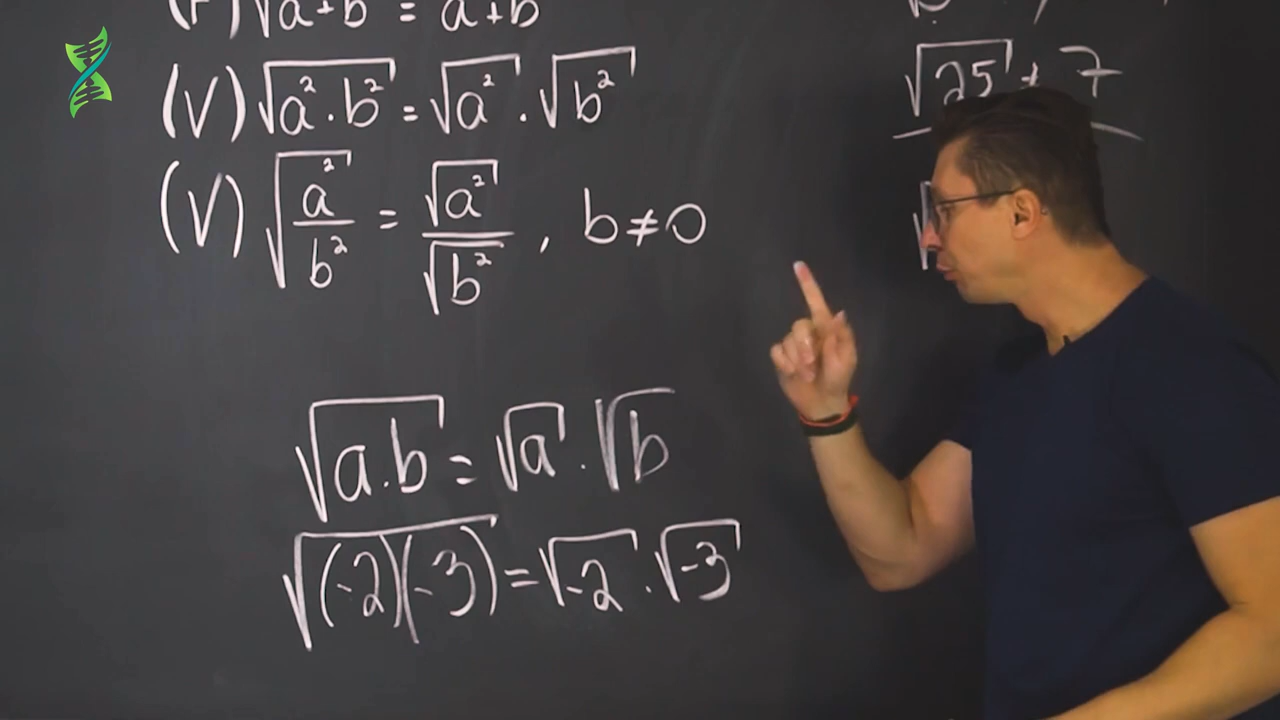 √a+b = a+b
√25 + 7
(V) √a²·b² = √a² · √b²
(V) √a²/b² = √a²/√b² , b≠0
√a.b = √a · √b
√(-2)(-3) = √-2 · √-3